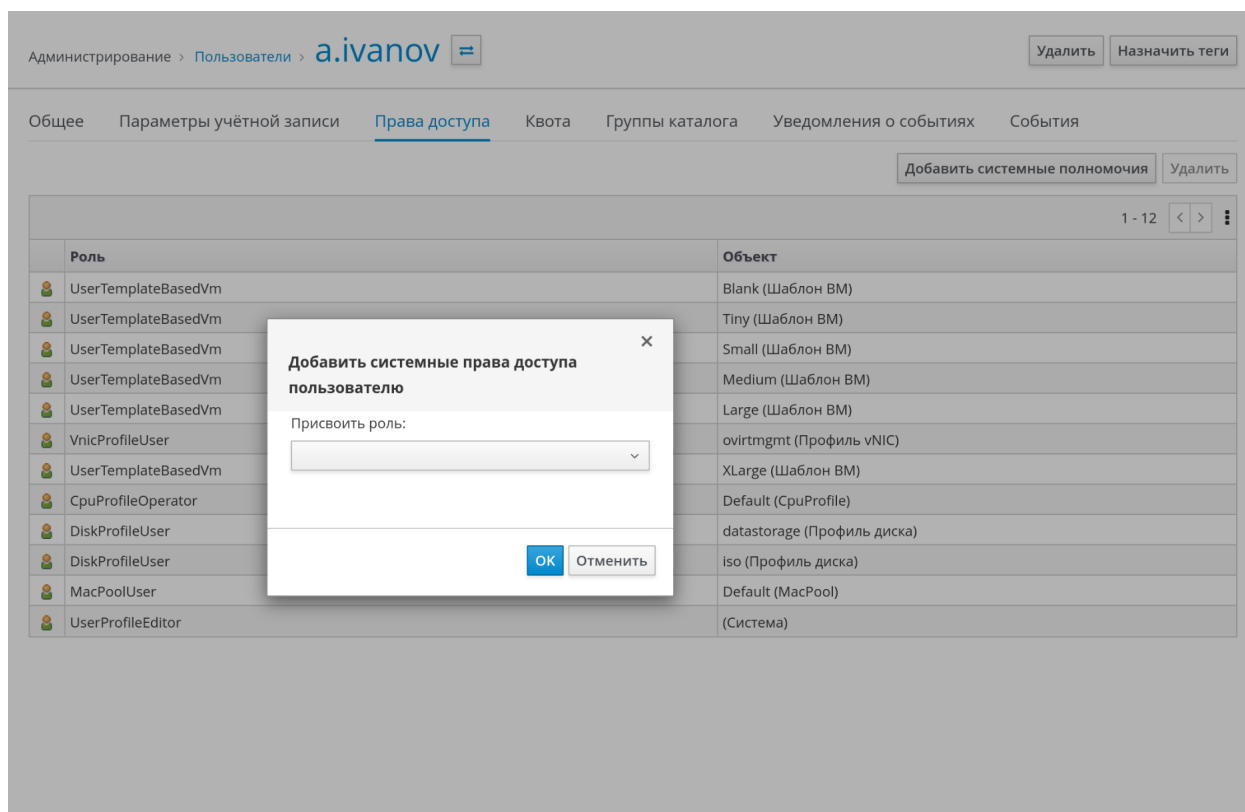 Администрирование > Пользователи > a.ivanov
Удалить Назначить теги
Общее Параметры учётной записи Права доступа Квота Группы каталога Уведомления о событиях События
Добавить системные полномочия Удалить
1 - 12
Роль Объект
UserTemplateBasedVm Blank (Шаблон ВМ)
UserTemplateBasedVm Tiny (Шаблон ВМ)
UserTemplateBasedVm Small (Шаблон ВМ)
UserTemplateBasedVm Medium (Шаблон ВМ)
UserTemplateBasedVm Large (Шаблон ВМ)
VnicProfileUser ovirtmgmt (Профиль vNIC)
UserTemplateBasedVm XLarge (Шаблон ВМ)
CpuProfileOperator Default (CpuProfile)
DiskProfileUser datastorage (Профиль диска)
DiskProfileUser iso (Профиль диска)
MacPoolUser Default (MacPool)
UserProfileEditor (Система)
Добавить системные права доступа
пользователю
Присвоить роль:
OK Отменить